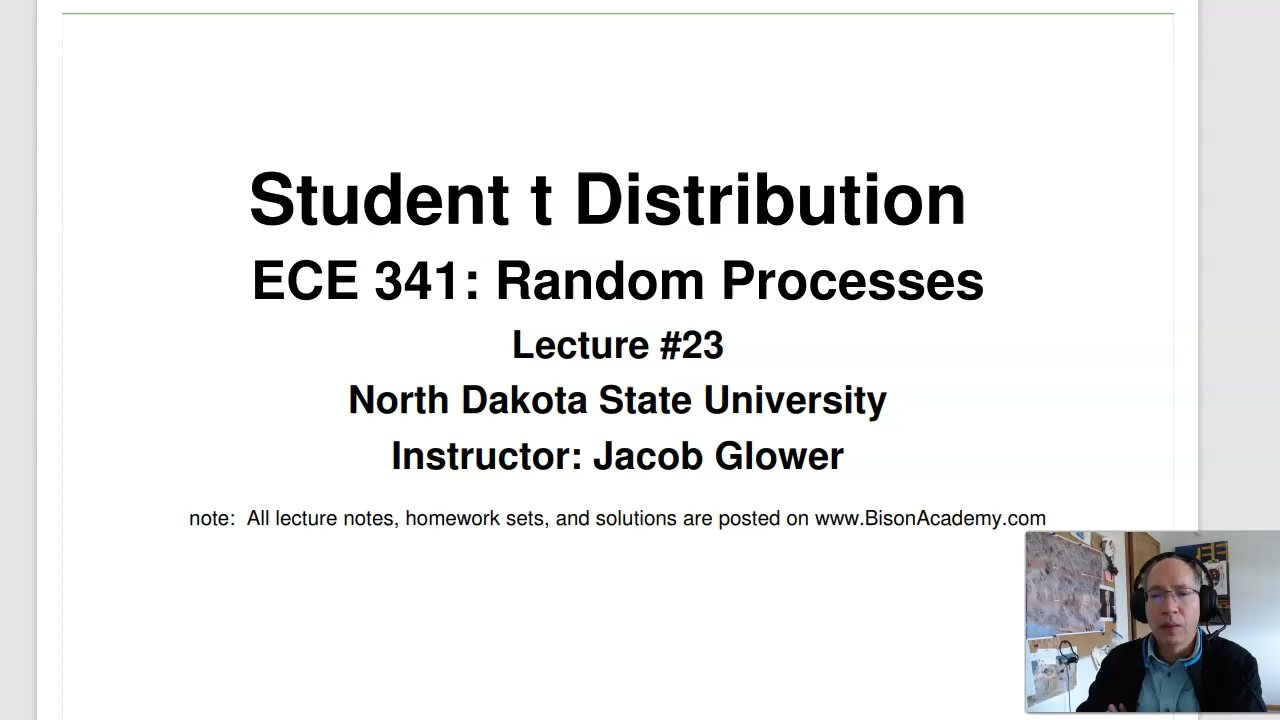 Student t Distribution
ECE 341: Random Processes
Lecture #23
North Dakota State University
Instructor: Jacob Glower
note: All lecture notes, homework sets, and solutions are posted on www.BisonAcademy.com